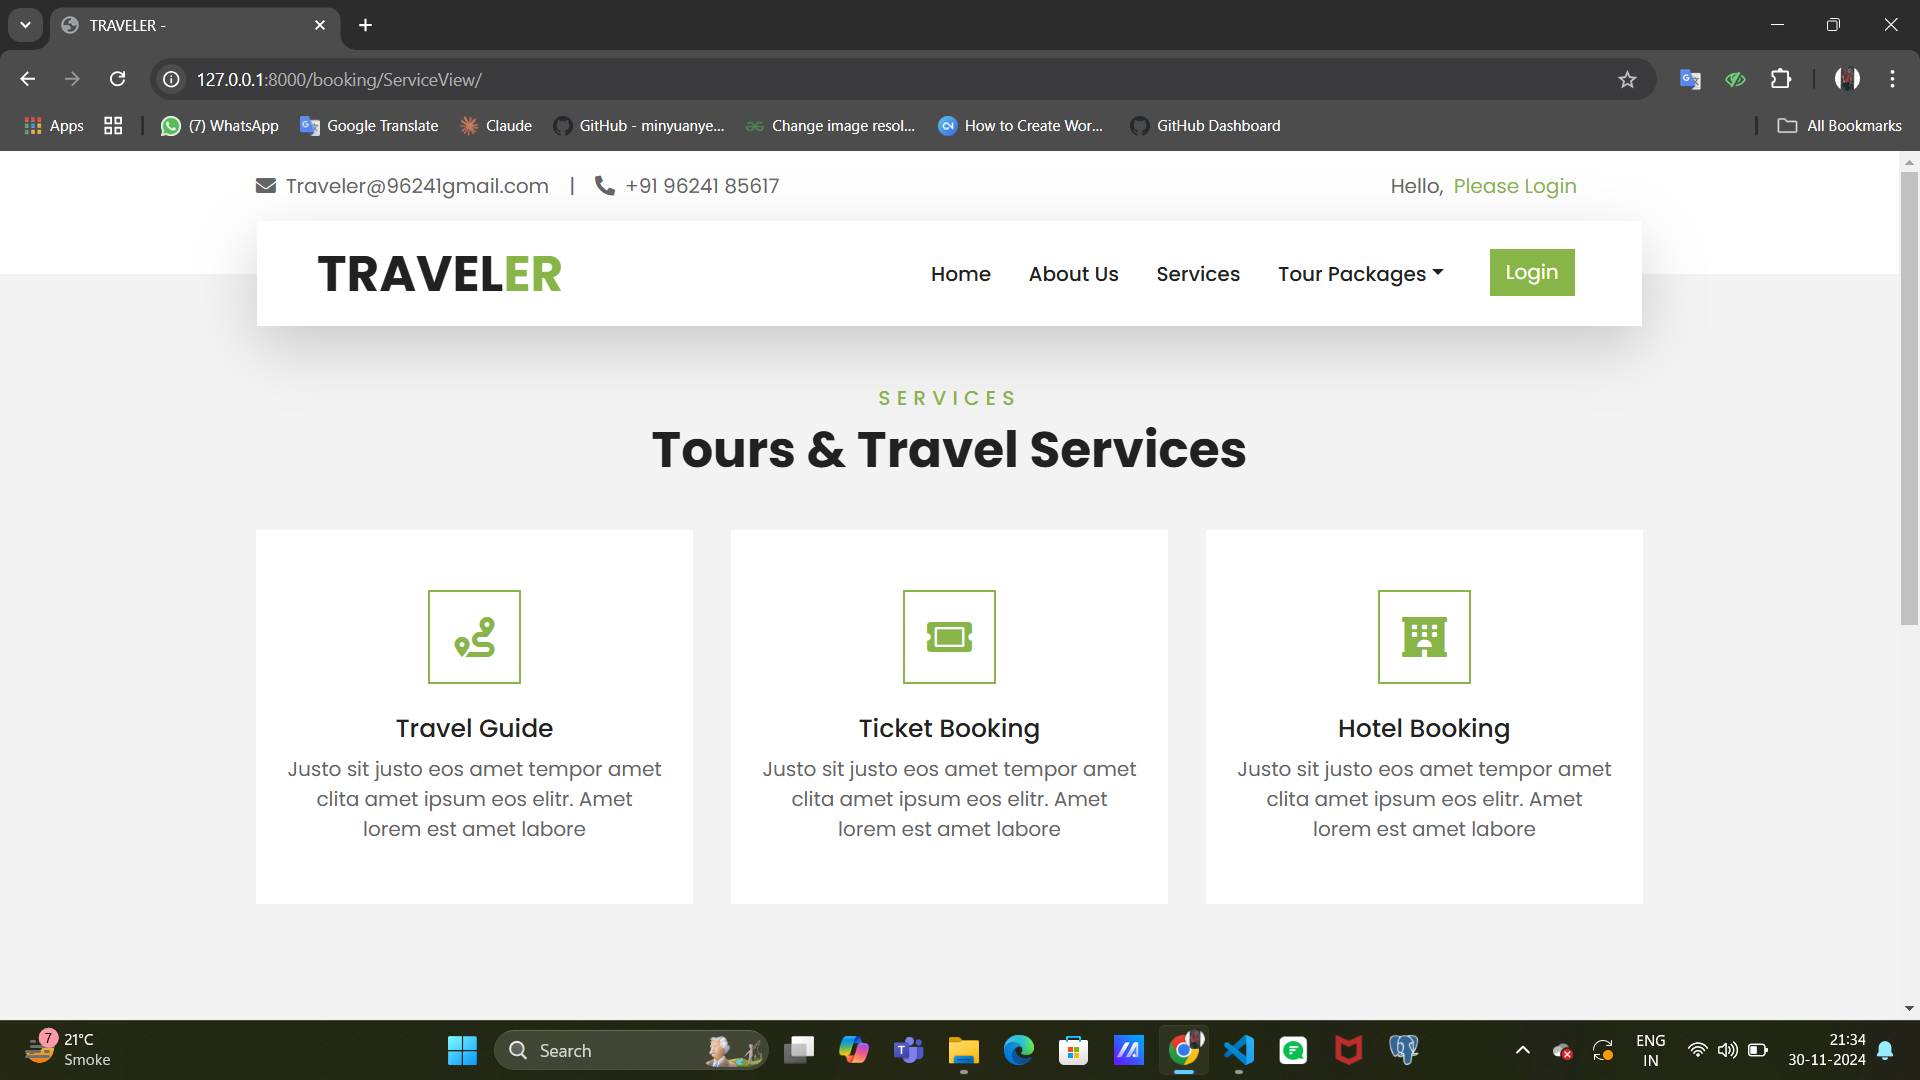 TRAVELER -
127.0.0.1:8000/booking/ServiceView/
Apps
(7) WhatsApp
Google Translate
Claude
GitHub - minyuanye...
Change image resol...
How to Create Wor...
GitHub Dashboard
All Bookmarks
Traveler@96241gmail.com | +91 96241 85617
Hello, Please Login
TRAVELER
Home
About Us
Services
Tour Packages
Login
SERVICES
Tours & Travel Services
Travel Guide
Justo sit justo eos amet tempor amet
clita amet ipsum eos elitr. Amet
lorem est amet labore
Ticket Booking
Justo sit justo eos amet tempor amet
clita amet ipsum eos elitr. Amet
lorem est amet labore
Hotel Booking
Justo sit justo eos amet tempor amet
clita amet ipsum eos elitr. Amet
lorem est amet labore
7
21°C
Smoke
Search
ENG
IN
21:34
30-11-2024